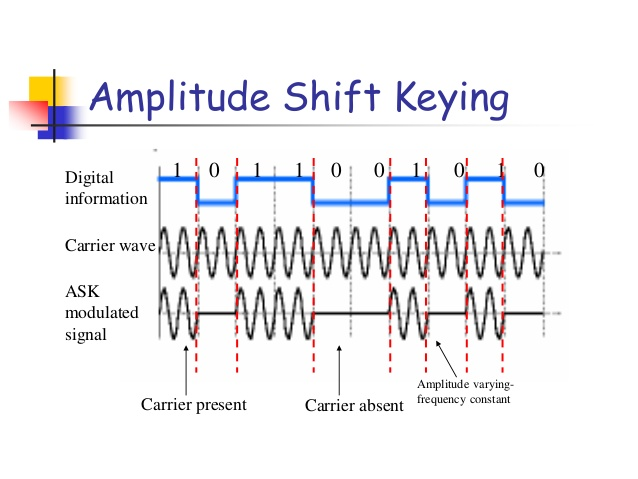 Amplitude Shift Keying
1 0 1 1 0 0 1 0 1 0
Digital
information
Carrier wave
ASK
modulated
signal
Carrier present
Carrier absent
Amplitude varying-
frequency constant